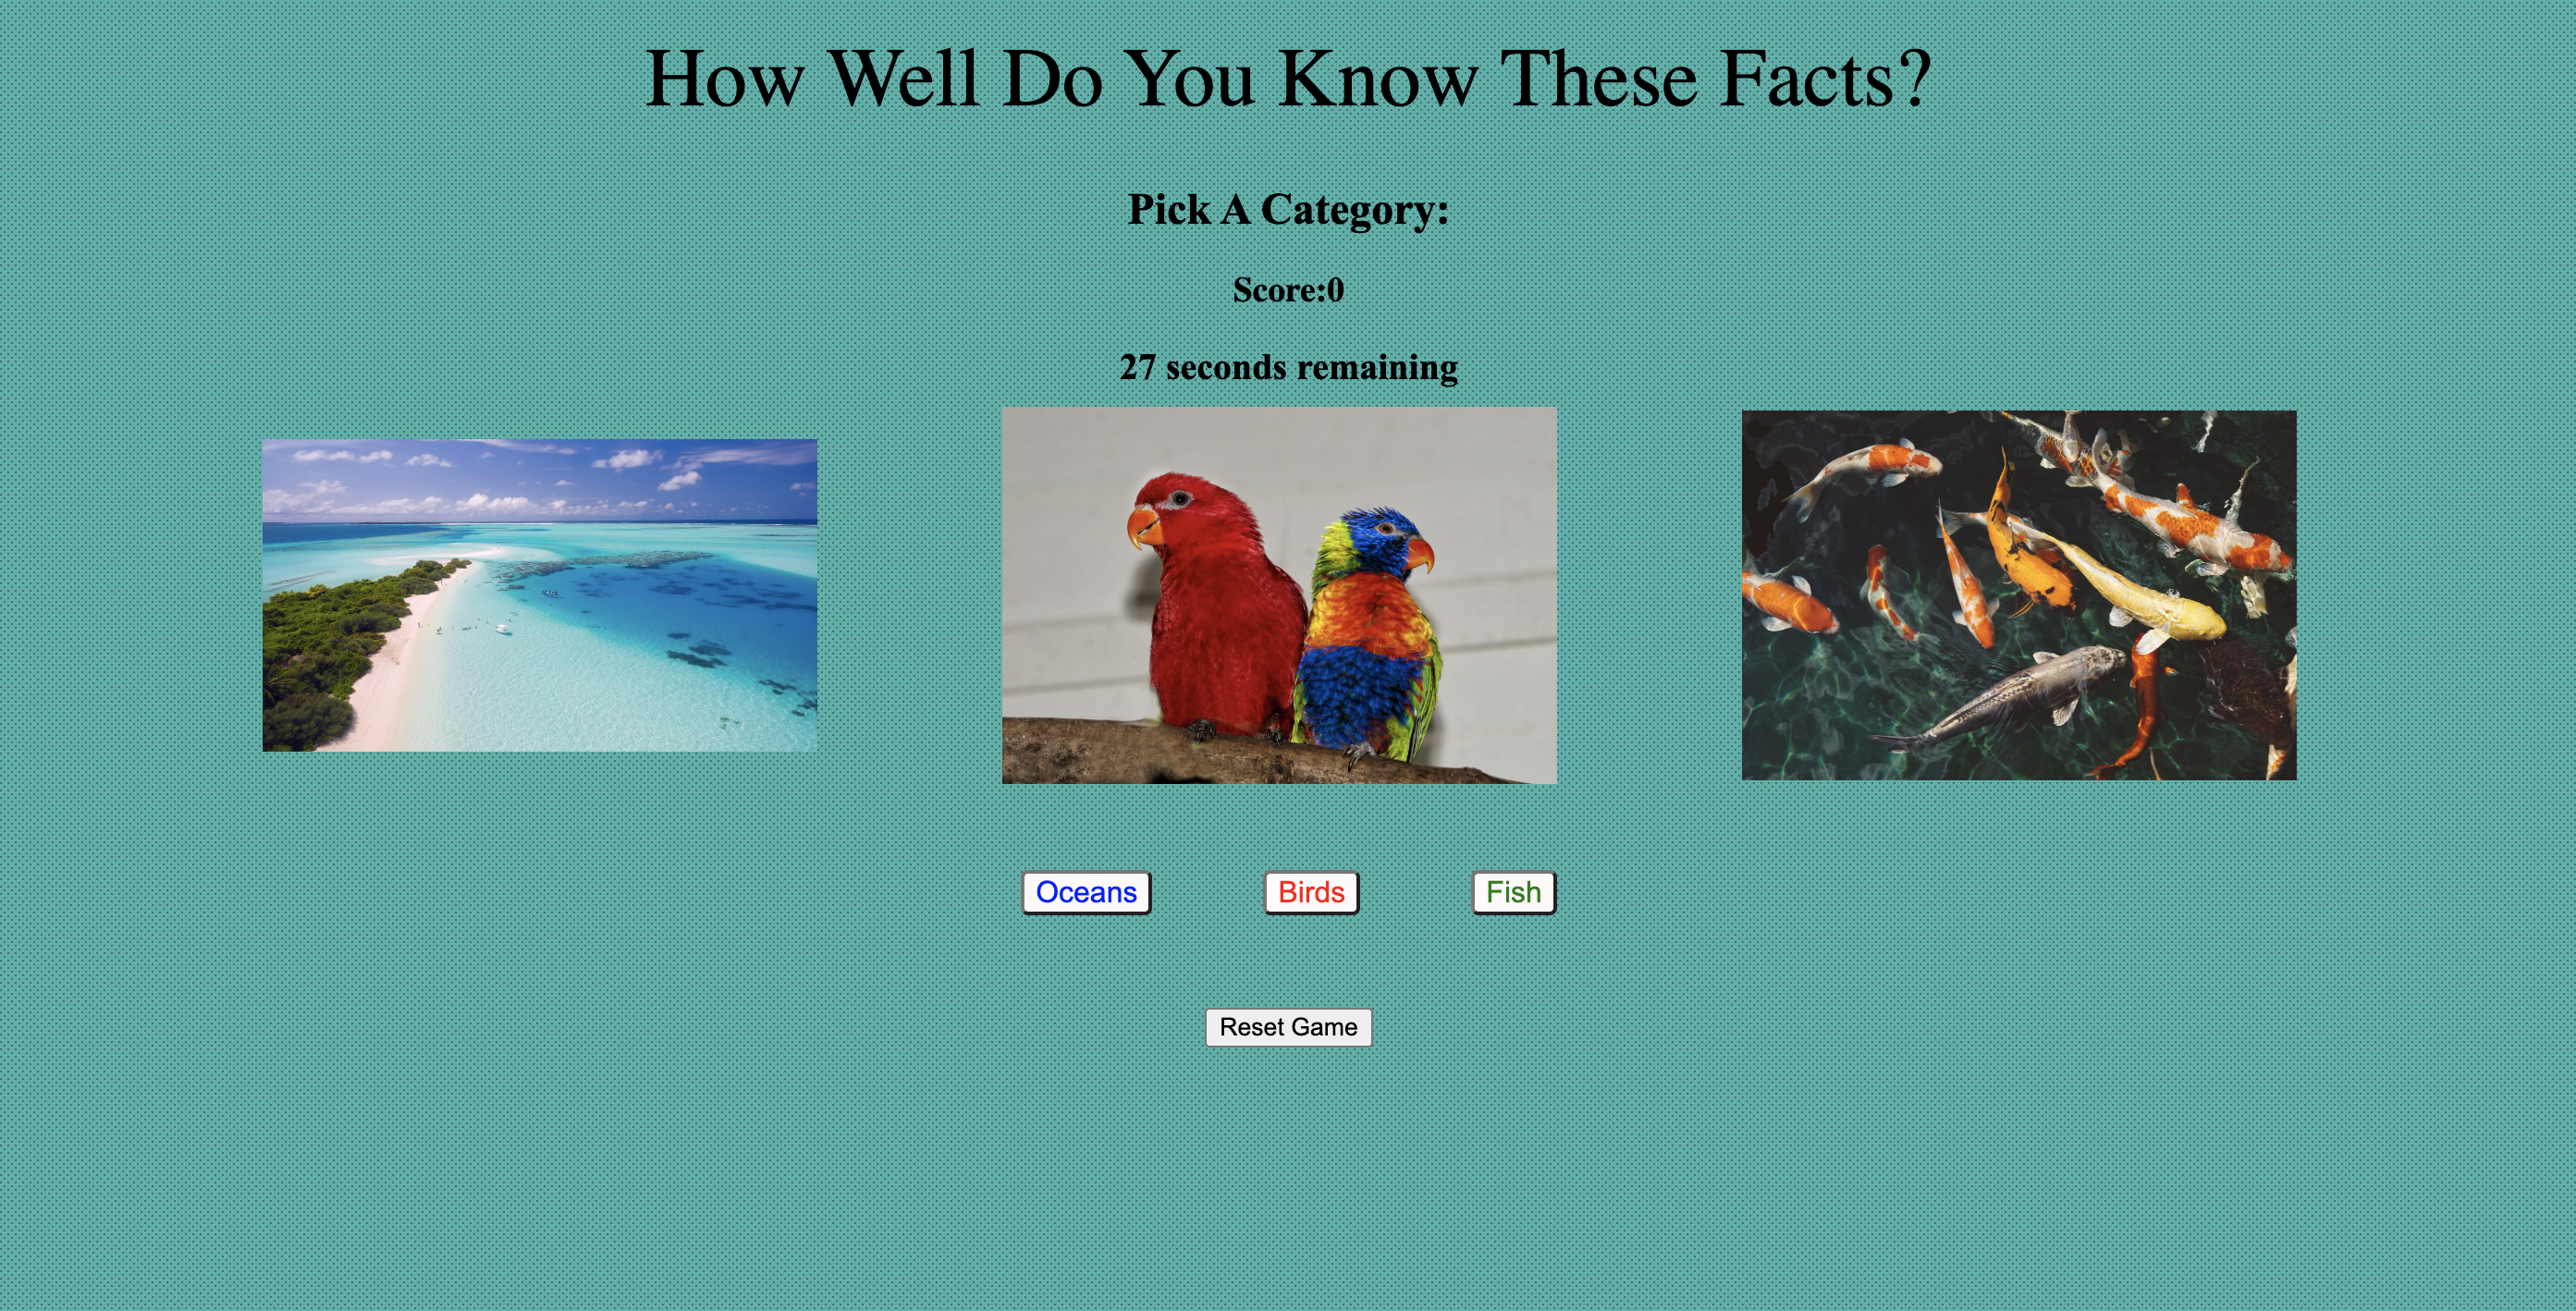 How Well Do You Know These Facts?
Pick A Category:
Score:0
27 seconds remaining
Oceans
Birds
Fish
Reset Game